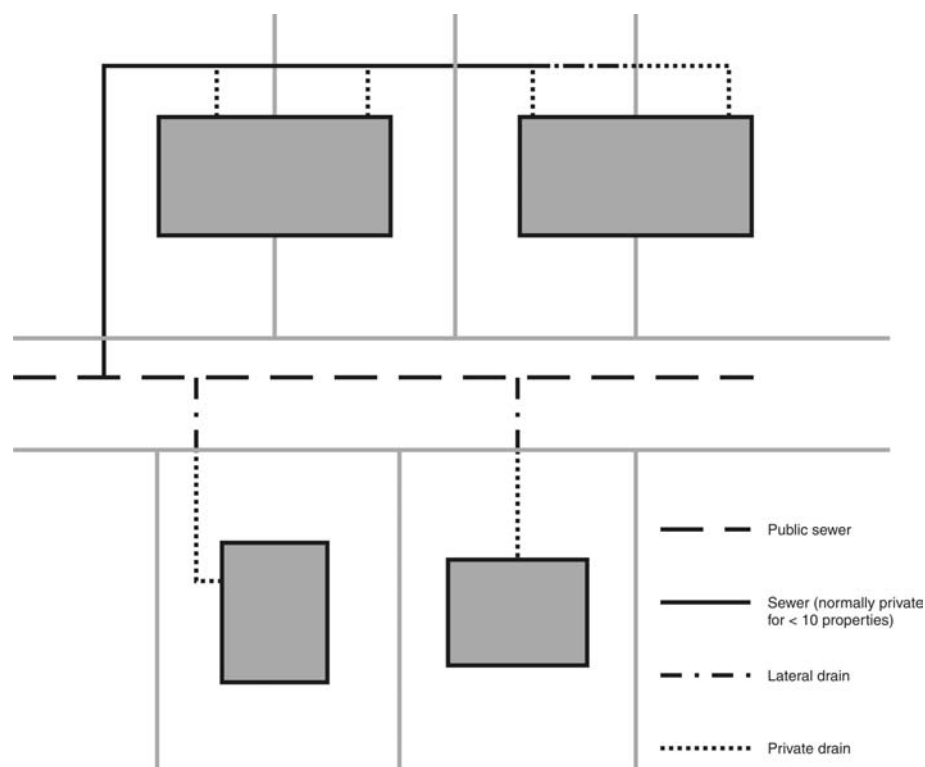 Public sewer
Sewer (normally private
for < 10 properties)
Lateral drain
Private drain